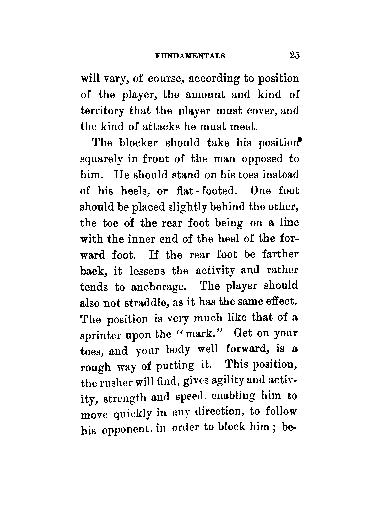 FUNDAMENTALS 25
will vary, of course, according to position
of the player, the amount and kind of
territory that the player must cover, and
the kind of attacks he must meet.
The blocker should take his position
squarely in front of the man opposed to
him. He should stand on his toes instead
of his heels, or flat-footed. One foot
should be placed slightly behind the other,
the toe of the rear foot being on a line
with the inner end of the heel of the for-
ward foot. If the rear foot be farther
back, it lessens the activity and rather
tends to anchorage. The player should
also not straddle, as it has the same effect.
The position is very much like that of a
sprinter upon the "mark." Get on your
toes, and your body well forward, is a
rough way of putting it. This position,
the rusher will find, gives agility and activ-
ity, strength and speed, enabling him to
move quickly in any direction, to follow
his opponent, in order to block him; be-